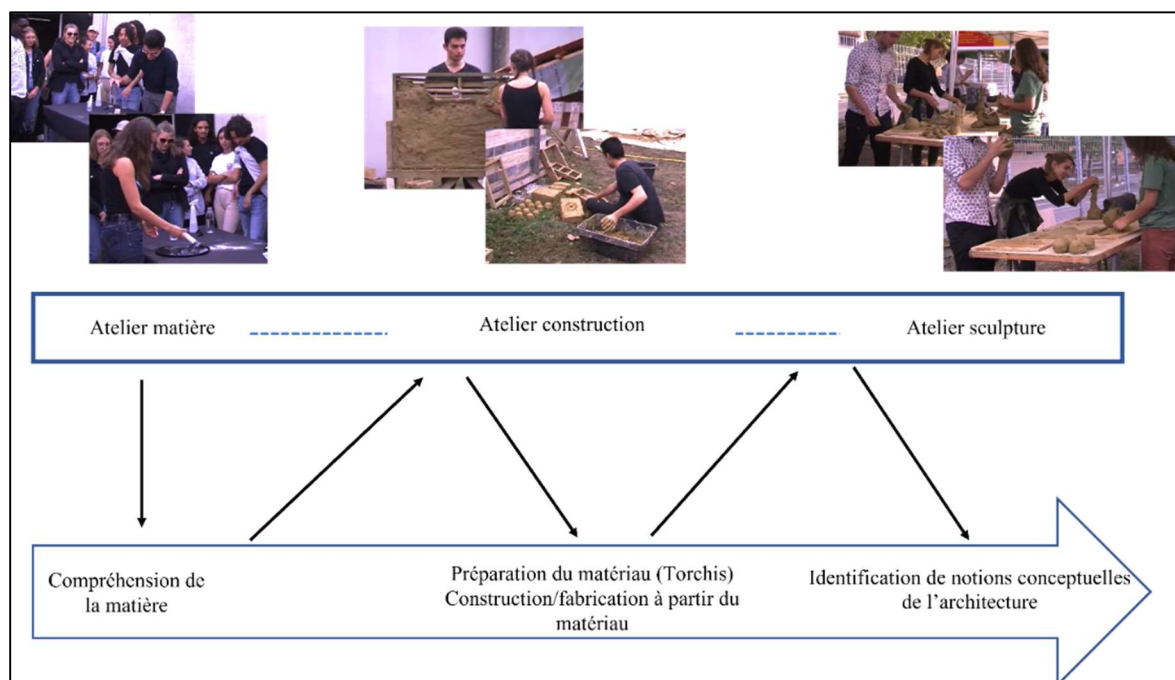 Atelier matière
Atelier construction
Atelier sculpture
Compréhension de
la matière
Préparation du matériau (Torchis)
Construction/fabrication à partir du
matériau
Identification de notions conceptuelles
de l’architecture